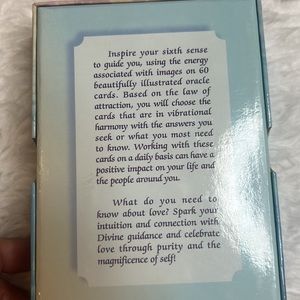 Inspire your sixth sense
to guide you, using the energy
associated with images on 60
beautifully illustrated oracle
cards. Based on the law of
attraction, you will choose the
cards that are in vibrational
harmony with the answers you
seek or what you most need
to know. Working with these
cards on a daily basis can have a
positive impact on your life and
the people around you.
What do you need to
know about love? Spark your
intuition and connection with
Divine guidance and celebrate
love through purity and the
magnificence of self!